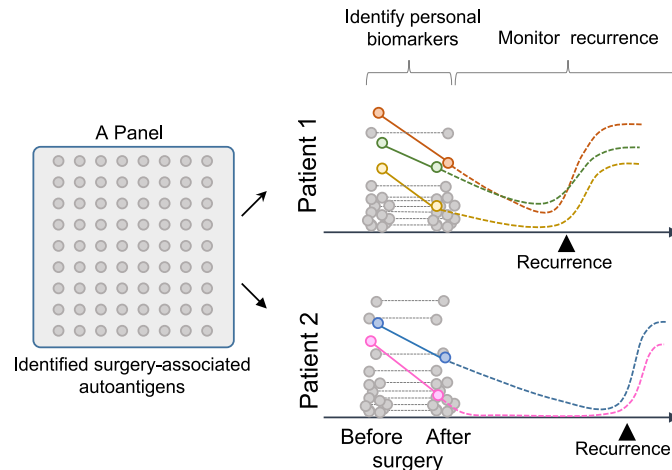 Identify personal
biomarkers
Monitor recurrence
A Panel
Identified surgery-associated
autoantigens
Patient 1
Recurrence
Patient 2
Before After
surgery
Recurrence